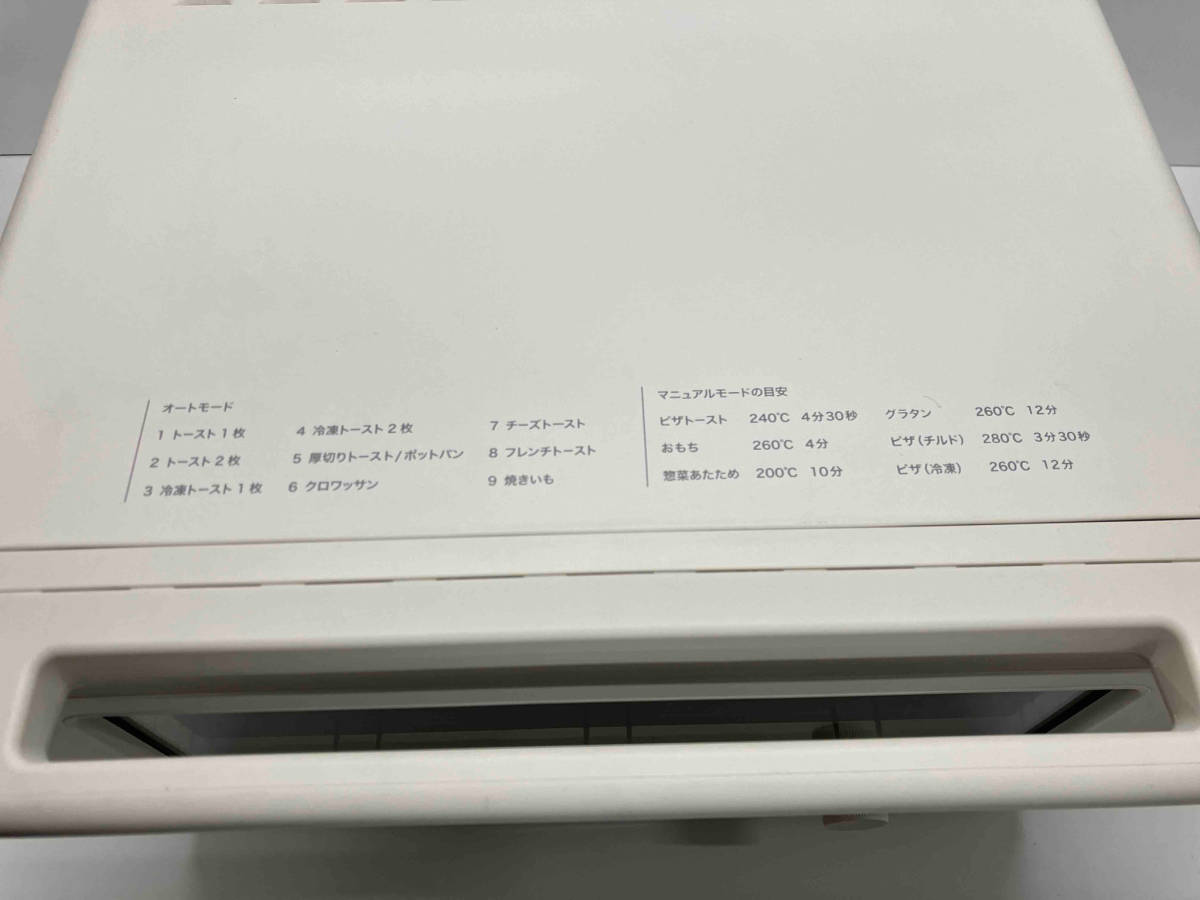 オートモード
1 トースト1枚
2 トースト2枚
3 冷凍トースト1枚
4 冷凍トースト2枚
5 厚切りトースト/ポットパン
6 クロワッサン
7 チーズトースト
8 フレンチトースト
9 焼きいも
マニュアルモードの目安
ピザトースト 240℃ 4分30秒
おもち 260℃ 4分
惣菜あたため 200℃ 10分
グラタン 260℃ 12分
ピザ(チルド) 280℃ 3分30秒
ピザ(冷凍) 260℃ 12分